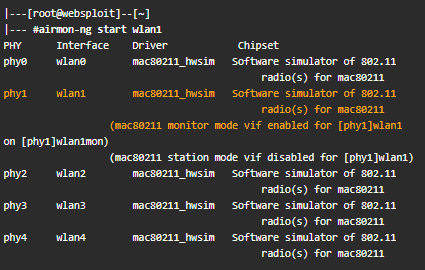 |---[root@websploit]--[~]
|--- #airmon-ng start wlan1
PHY Interface Driver Chipset
phy0 wlan0 mac80211_hwsim Software simulator of 802.11
radio(s) for mac80211
phy1 wlan1 mac80211_hwsim Software simulator of 802.11
radio(s) for mac80211
(mac80211 monitor mode vif enabled for [phy1]wlan1
on [phy1]wlan1mon)
(mac80211 station mode vif disabled for [phy1]wlan1)
phy2 wlan2 mac80211_hwsim Software simulator of 802.11
radio(s) for mac80211
phy3 wlan3 mac80211_hwsim Software simulator of 802.11
radio(s) for mac80211
phy4 wlan4 mac80211_hwsim Software simulator of 802.11
radio(s) for mac80211